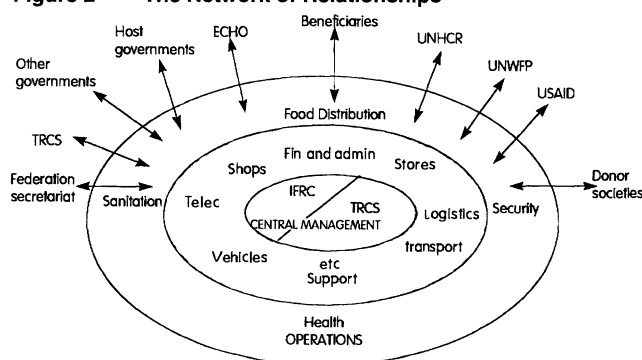 Figure 2 The Network of Relationships
Beneficiaries
Host
governments
ECHO
UNHCR
Other
governments
UNWFP
USAID
TRCS
Food Distribution
Fin and admin
Shops
Stores
Federation
secretariat
Sanitation
Telec
IFRC
TRCS
CENTRAL MANAGEMENT
Logistics
transport
Security
Donor
societies
Vehicles
etc
Support
Health
OPERATIONS